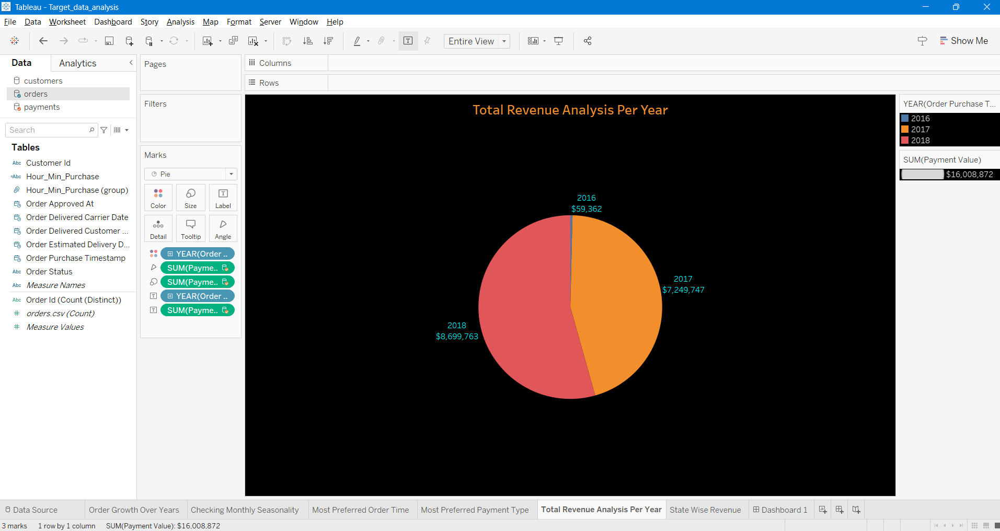 Tableau - Target_data_analysis
File Data Worksheet Dashboard Story Analysis Map Format Server Window Help
Entire View
Show Me
Data Analytics
customers
orders
payments
Search
Tables
Abc Customer Id
=Abc Hour_Min_Purchase
Hour_Min_Purchase (group)
Order Approved At
Order Delivered Carrier Date
Order Delivered Customer ...
Order Estimated Delivery D...
Order Purchase Timestamp
Abc Order Status
Abc Measure Names
Abc Order Id (Count (Distinct))
# orders.csv (Count)
# Measure Values
Pages
Filters
Marks
Pie
Color Size Label
Detail Tooltip Angle
YEAR(Order ..
SUM(Payme..
SUM(Payme..
YEAR(Order ..
SUM(Payme..
Columns
Rows
Total Revenue Analysis Per Year
2016
$59,362
2017
$7,249,747
2018
$8,699,763
YEAR(Order Purchase T...
2016
2017
2018
SUM(Payment Value)
$16,008,872
Data Source Order Growth Over Years Checking Monthly Seasonality Most Preferred Order Time Most Preferred Payment Type Total Revenue Analysis Per Year State Wise Revenue Dashboard 1
3 marks 1 row by 1 column SUM(Payment Value): $16,008,872